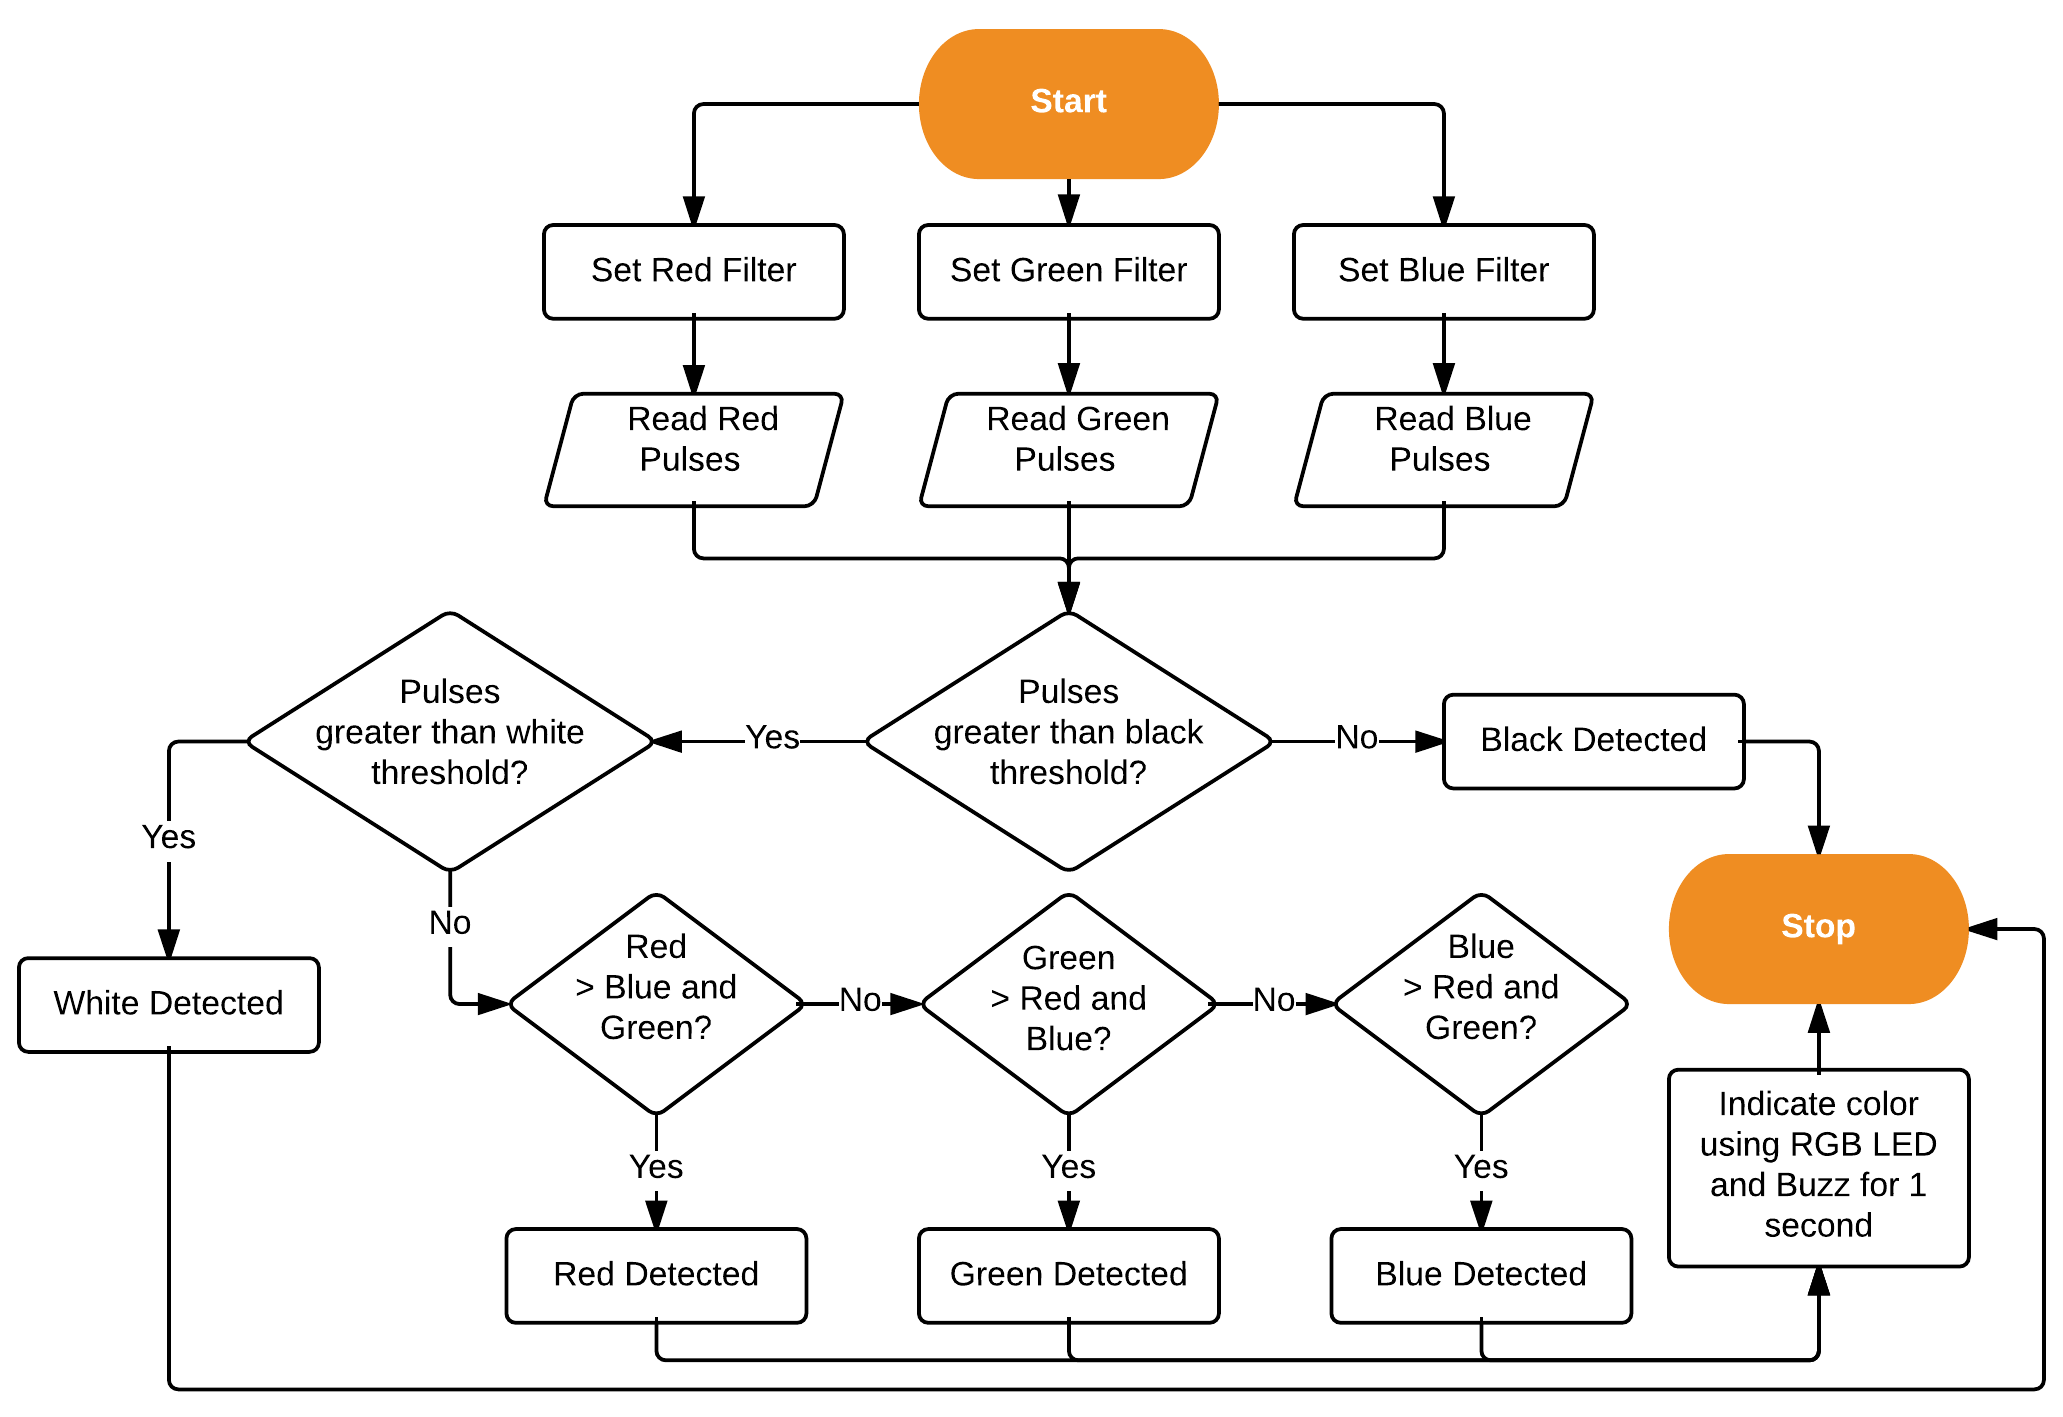 Start
Set Red Filter
Set Green Filter
Set Blue Filter
Read Red
Pulses
Read Green
Pulses
Read Blue
Pulses
Pulses
greater than white
threshold?
Yes
Pulses
greater than black
threshold?
No
Black Detected
Yes
No
White Detected
Red
> Blue and
Green?
No
Green
> Red and
Blue?
No
Blue
> Red and
Green?
Stop
Yes
Yes
Yes
Indicate color
using RGB LED
and Buzz for 1
second
Red Detected
Green Detected
Blue Detected